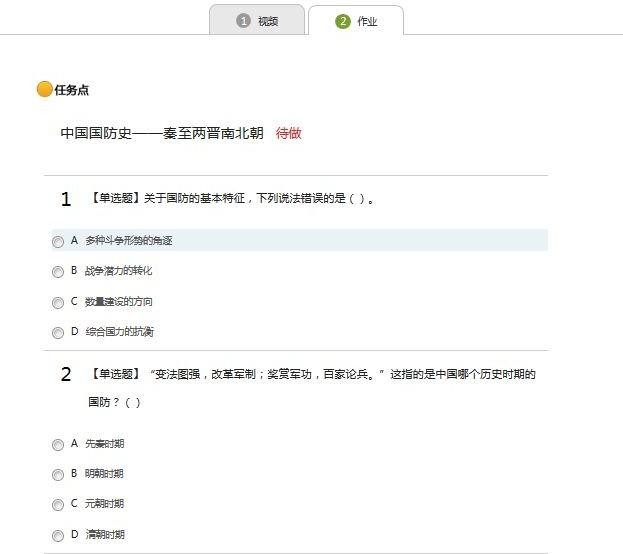 1 视频 2 作业
任务点
中国国防史——秦至两晋南北朝 待做
1 【单选题】关于国防的基本特征，下列说法错误的是（ ）。
A 多种斗争形势的角逐
B 战争潜力的转化
C 数量建设的方向
D 综合国力的抗衡
2 【单选题】“变法图强，改革军制；奖赏军功，百家论兵。”这指的是中国哪个历史时期的
国防？（ ）
A 先秦时期
B 明朝时期
C 元朝时期
D 清朝时期